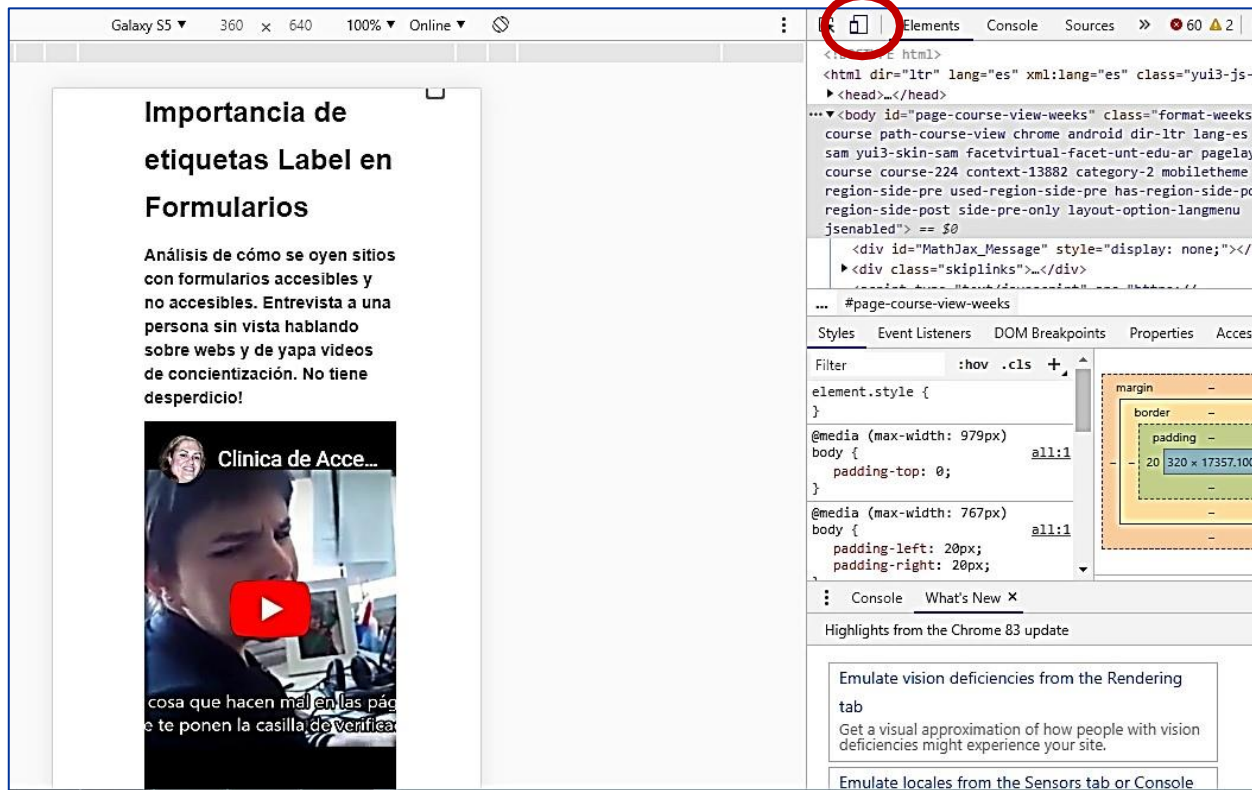 Galaxy S5 ▼ 360 × 640 100% ▼ Online ▼
Importancia de
etiquetas Label en
Formularios
Análisis de cómo se oyen sitios
con formularios accesibles y
no accesibles. Entrevista a una
persona sin vista hablando
sobre webs y de yapa videos
de concientización. No tiene
desperdicio!
Clinica de Acce...
cosa que hacen mal en las pág
e te ponen la casilla de verifica
Elements Console Sources » 60 2
html>
<html dir="ltr" lang="es" xml:lang="es" class="yui3-js-
▶<head>…</head>
•••▼<body id="page-course-view-weeks" class="format-weeks
course path-course-view chrome android dir-ltr lang-es
sam yui3-skin-sam facetvirtual-facet-unt-edu-ar pagelay
course course-224 context-13882 category-2 mobiletheme
region-side-pre used-region-side-pre has-region-side-po
region-side-post side-pre-only layout-option-langmenu
jsenabled"> == $0
<div id="MathJax_Message" style="display: none;"></
▶<div class="skiplinks">…</div>
... #page-course-view-weeks
Styles Event Listeners DOM Breakpoints Properties Acces
Filter :hov .cls +
element.style {
}
@media (max-width: 979px)
body { all:1
padding-top: 0;
}
@media (max-width: 767px)
body { all:1
padding-left: 20px;
padding-right: 20px;
margin –
border –
padding –
– – 20 320 × 17357.100
–
–
–
Console What's New ×
Highlights from the Chrome 83 update
Emulate vision deficiencies from the Rendering
tab
Get a visual approximation of how people with vision
deficiencies might experience your site.
Emulate locales from the Sensors tab or Console